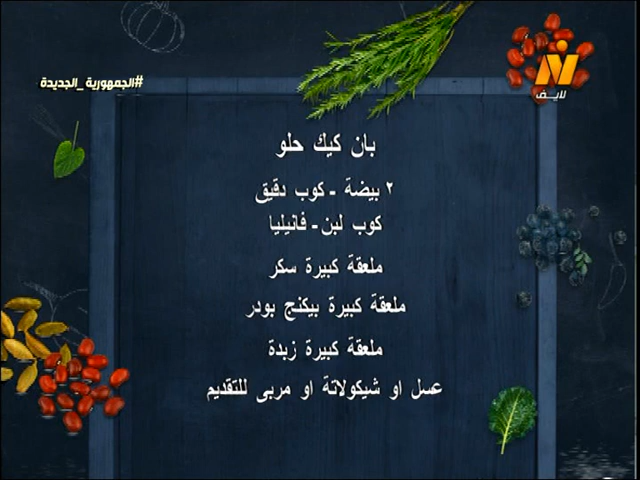 #الجمهورية_الجديدة
لايف
بان كيك حلو
٢ بيضة - كوب دقيق
كوب لبن - فانيليا
ملعقة كبيرة سكر
ملعقة كبيرة بيكنج بودر
ملعقة كبيرة زبدة
عسل او شيكولاتة او مربى للتقديم